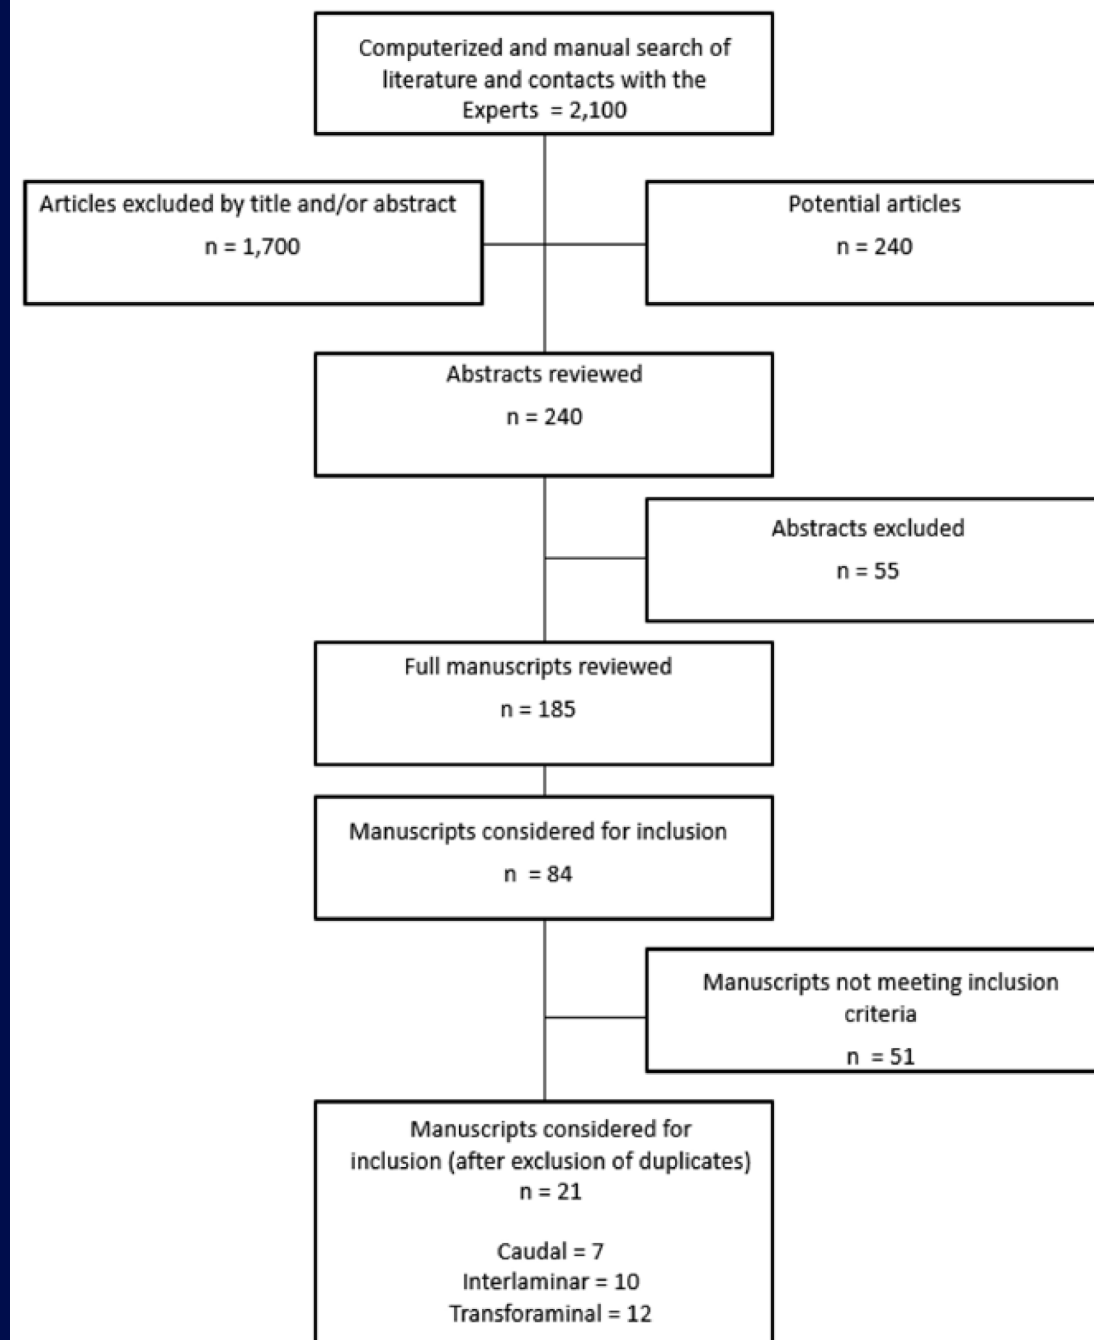 Computerized and manual search of
literature and contacts with the
Experts = 2,100
Articles excluded by title and/or abstract
n = 1,700
Potential articles
n = 240
Abstracts reviewed
n = 240
Abstracts excluded
n = 55
Full manuscripts reviewed
n = 185
Manuscripts considered for inclusion
n = 84
Manuscripts not meeting inclusion
criteria
n = 51
Manuscripts considered for
inclusion (after exclusion of duplicates)
n = 21
Caudal = 7
Interlaminar = 10
Transforaminal = 12